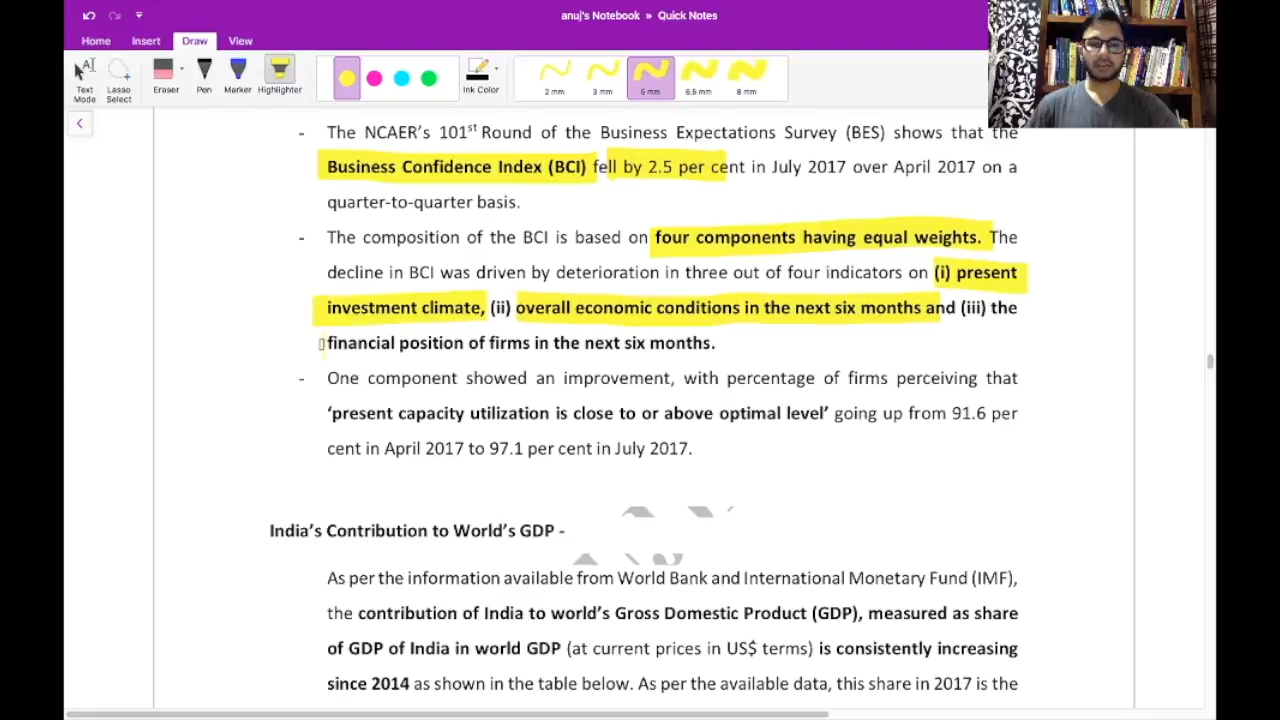 anuj's Notebook » Quick Notes
Home Insert Draw View
Text Mode
Lasso Select
Eraser
Pen
Marker
Highlighter
Ink Color
2 mm
3 mm
5 mm
6.5 mm
8 mm
- The NCAER's 101st Round of the Business Expectations Survey (BES) shows that the
Business Confidence Index (BCI) fell by 2.5 per cent in July 2017 over April 2017 on a
quarter-to-quarter basis.
- The composition of the BCI is based on four components having equal weights. The
decline in BCI was driven by deterioration in three out of four indicators on (i) present
investment climate, (ii) overall economic conditions in the next six months and (iii) the
financial position of firms in the next six months.
- One component showed an improvement, with percentage of firms perceiving that
‘present capacity utilization is close to or above optimal level’ going up from 91.6 per
cent in April 2017 to 97.1 per cent in July 2017.
India's Contribution to World's GDP -
As per the information available from World Bank and International Monetary Fund (IMF),
the contribution of India to world's Gross Domestic Product (GDP), measured as share
of GDP of India in world GDP (at current prices in US$ terms) is consistently increasing
since 2014 as shown in the table below. As per the available data, this share in 2017 is the